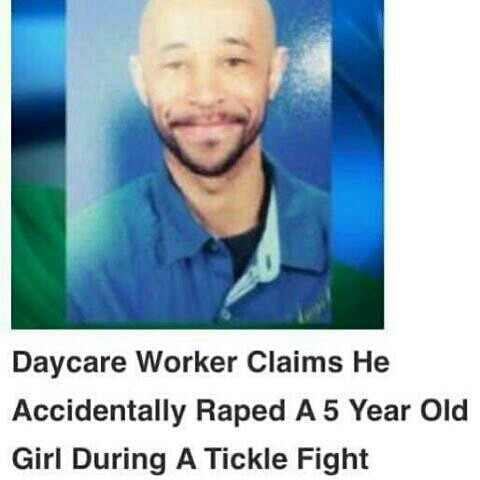 Daycare Worker Claims He
Accidentally Raped A 5 Year Old
Girl During A Tickle Fight